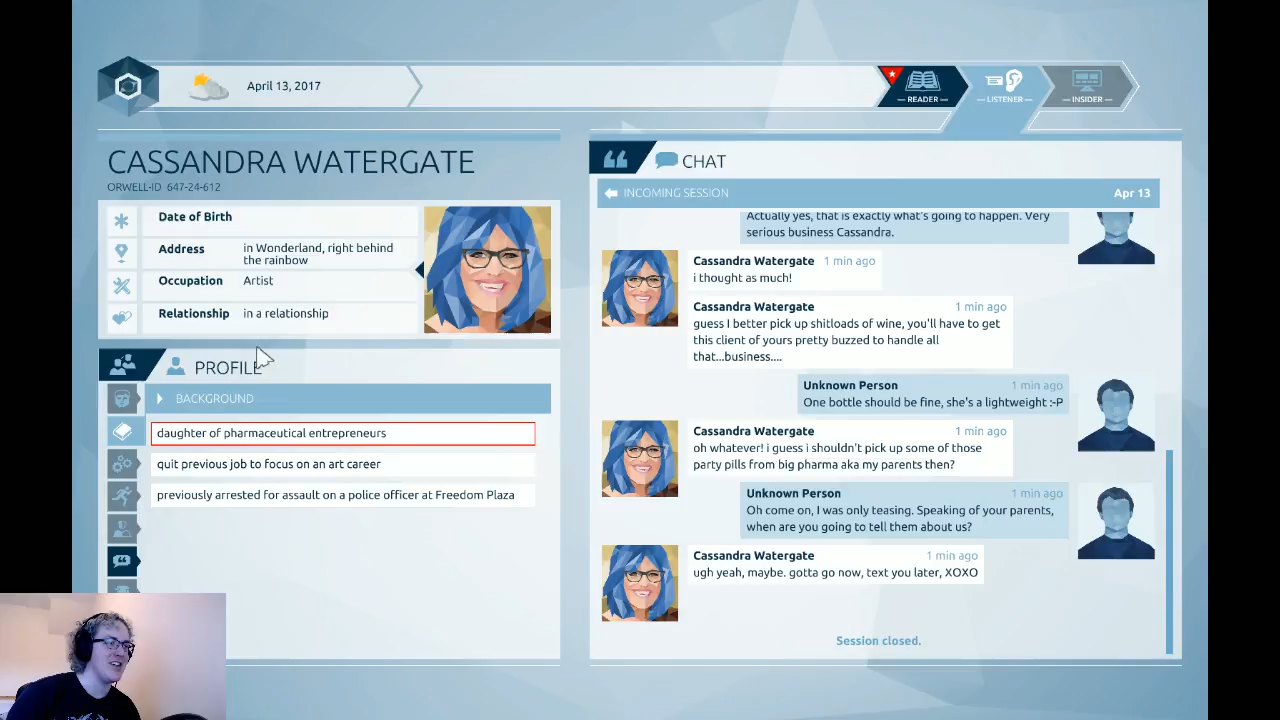 April 13, 2017
— READER —
— LISTENER —
— INSIDER —
CASSANDRA WATERGATE
ORWELL-ID 647-24-612
Date of Birth
Address in Wonderland, right behind
the rainbow
Occupation Artist
Relationship in a relationship
PROFILE
BACKGROUND
daughter of pharmaceutical entrepreneurs
quit previous job to focus on an art career
previously arrested for assault on a police officer at Freedom Plaza
CHAT
INCOMING SESSION Apr 13
Actually yes, that is exactly what's going to happen. Very
serious business Cassandra.
Cassandra Watergate 1 min ago
i thought as much!
Cassandra Watergate 1 min ago
guess I better pick up shitloads of wine, you'll have to get
this client of yours pretty buzzed to handle all
that...business....
Unknown Person 1 min ago
One bottle should be fine, she's a lightweight :-P
Cassandra Watergate 1 min ago
oh whatever! i guess i shouldn't pick up some of those
party pills from big pharma aka my parents then?
Unknown Person 1 min ago
Oh come on, I was only teasing. Speaking of your parents,
when are you going to tell them about us?
Cassandra Watergate 1 min ago
ugh yeah, maybe. gotta go now, text you later, XOXO
Session closed.